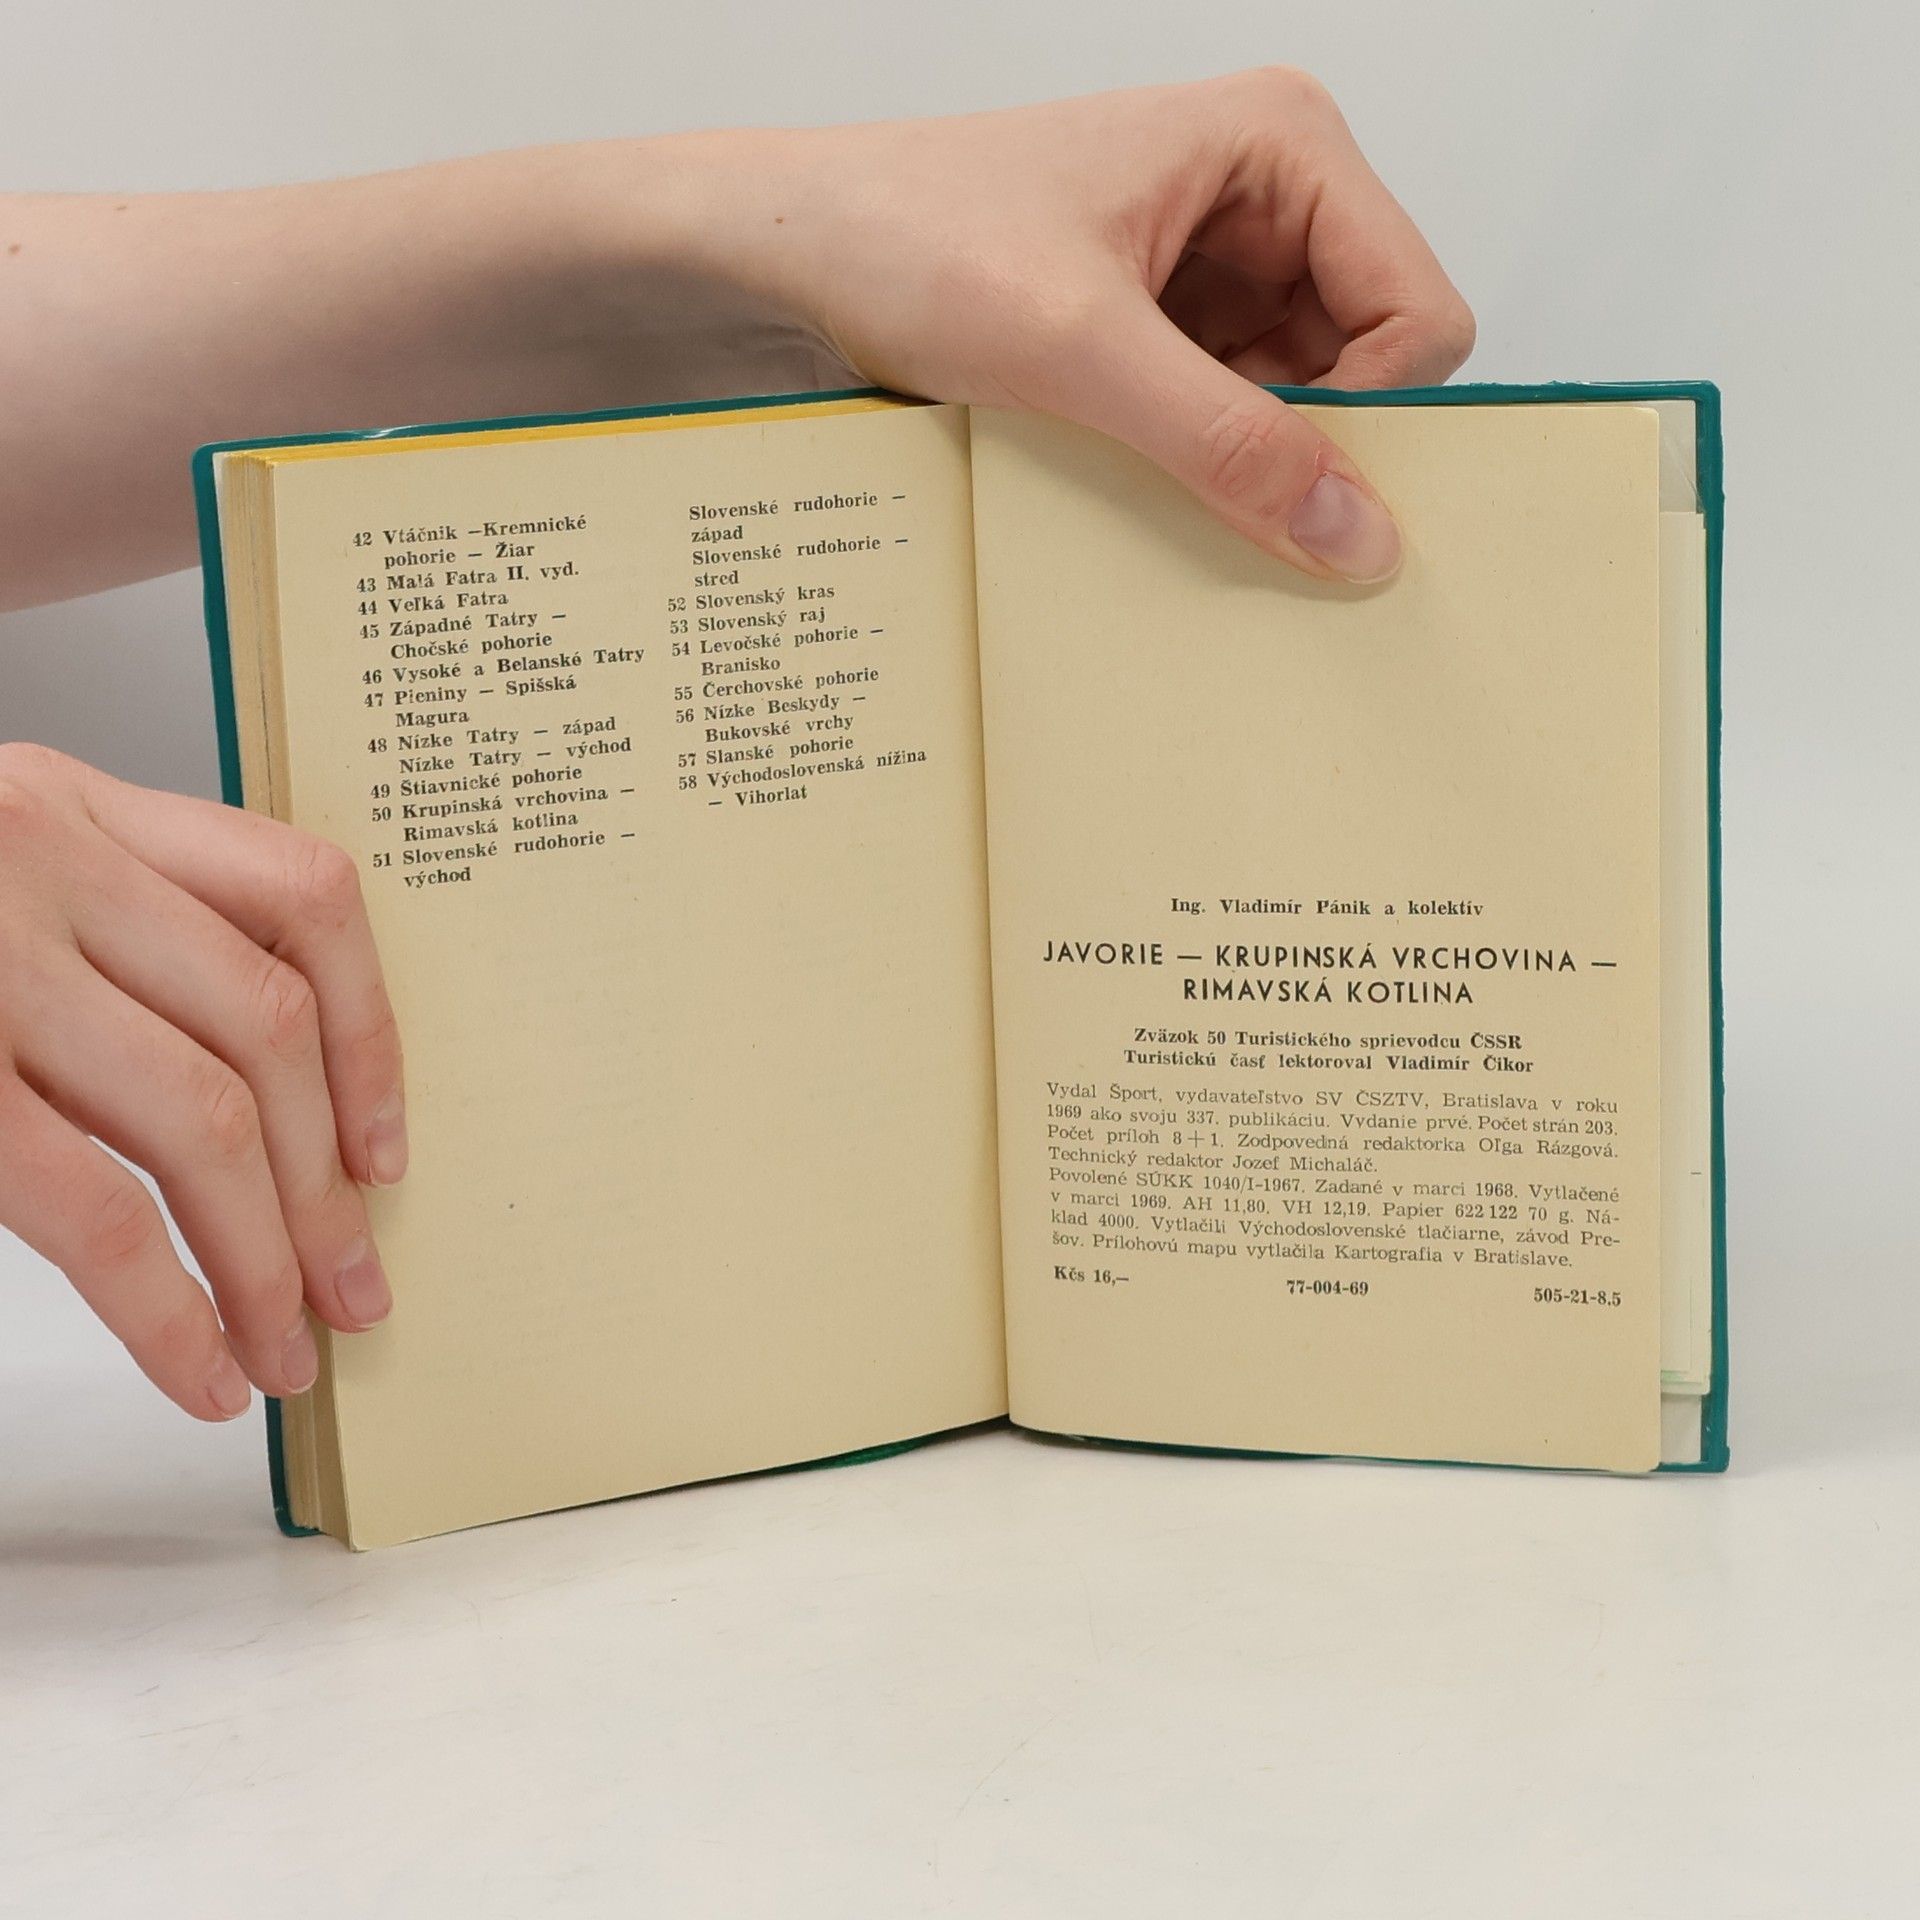 42 Vtáčnik —Kremnické
pohorie — Žiar
43 Malá Fatra II. vyd.
44 Veľká Fatra
45 Západné Tatry —
Chočské pohorie
46 Vysoké a Belanské Tatry
47 Pieniny — Spišská
Magura
48 Nízke Tatry — západ
Nízke Tatry — východ
49 Štiavnické pohorie
50 Krupinská vrchovina —
Rimavská kotlina
51 Slovenské rudohorie —
východ
Slovenské rudohorie —
západ
Slovenské rudohorie —
stred
52 Slovenský kras
53 Slovenský raj
54 Levočské pohorie —
Branisko
55 Čerchovské pohorie
56 Nízke Beskydy —
Bukovské vrchy
57 Slanské pohorie
58 Východoslovenská nížina
— Vihorlat
Ing. Vladimír Pánik a kolektív
JAVORIE — KRUPINSKÁ VRCHOVINA —
RIMAVSKÁ KOTLINA
Zväzok 50 Turistického sprievodcu ČSSR
Turistickú časť lektoroval Vladimír Čikor
Vydal Šport, vydavateľstvo SV ČSZTV, Bratislava v roku
1969 ako svoju 337. publikáciu. Vydanie prvé. Počet strán 203.
Počet príloh 8+1. Zodpovedná redaktorka Oľga Rázgová.
Technický redaktor Jozef Michaláč.
Povolené SÚKK 1040/I-1967. Zadané v marci 1968. Vytlačené
v marci 1969. AH 11,80. VH 12,19. Papier 622 122 70 g. Ná-
klad 4000. Vytlačili Východoslovenské tlačiarne, závod Pre-
šov. Prílohovú mapu vytlačila Kartografia v Bratislave.
Kčs 16,— 77-004-69 505-21-8.5